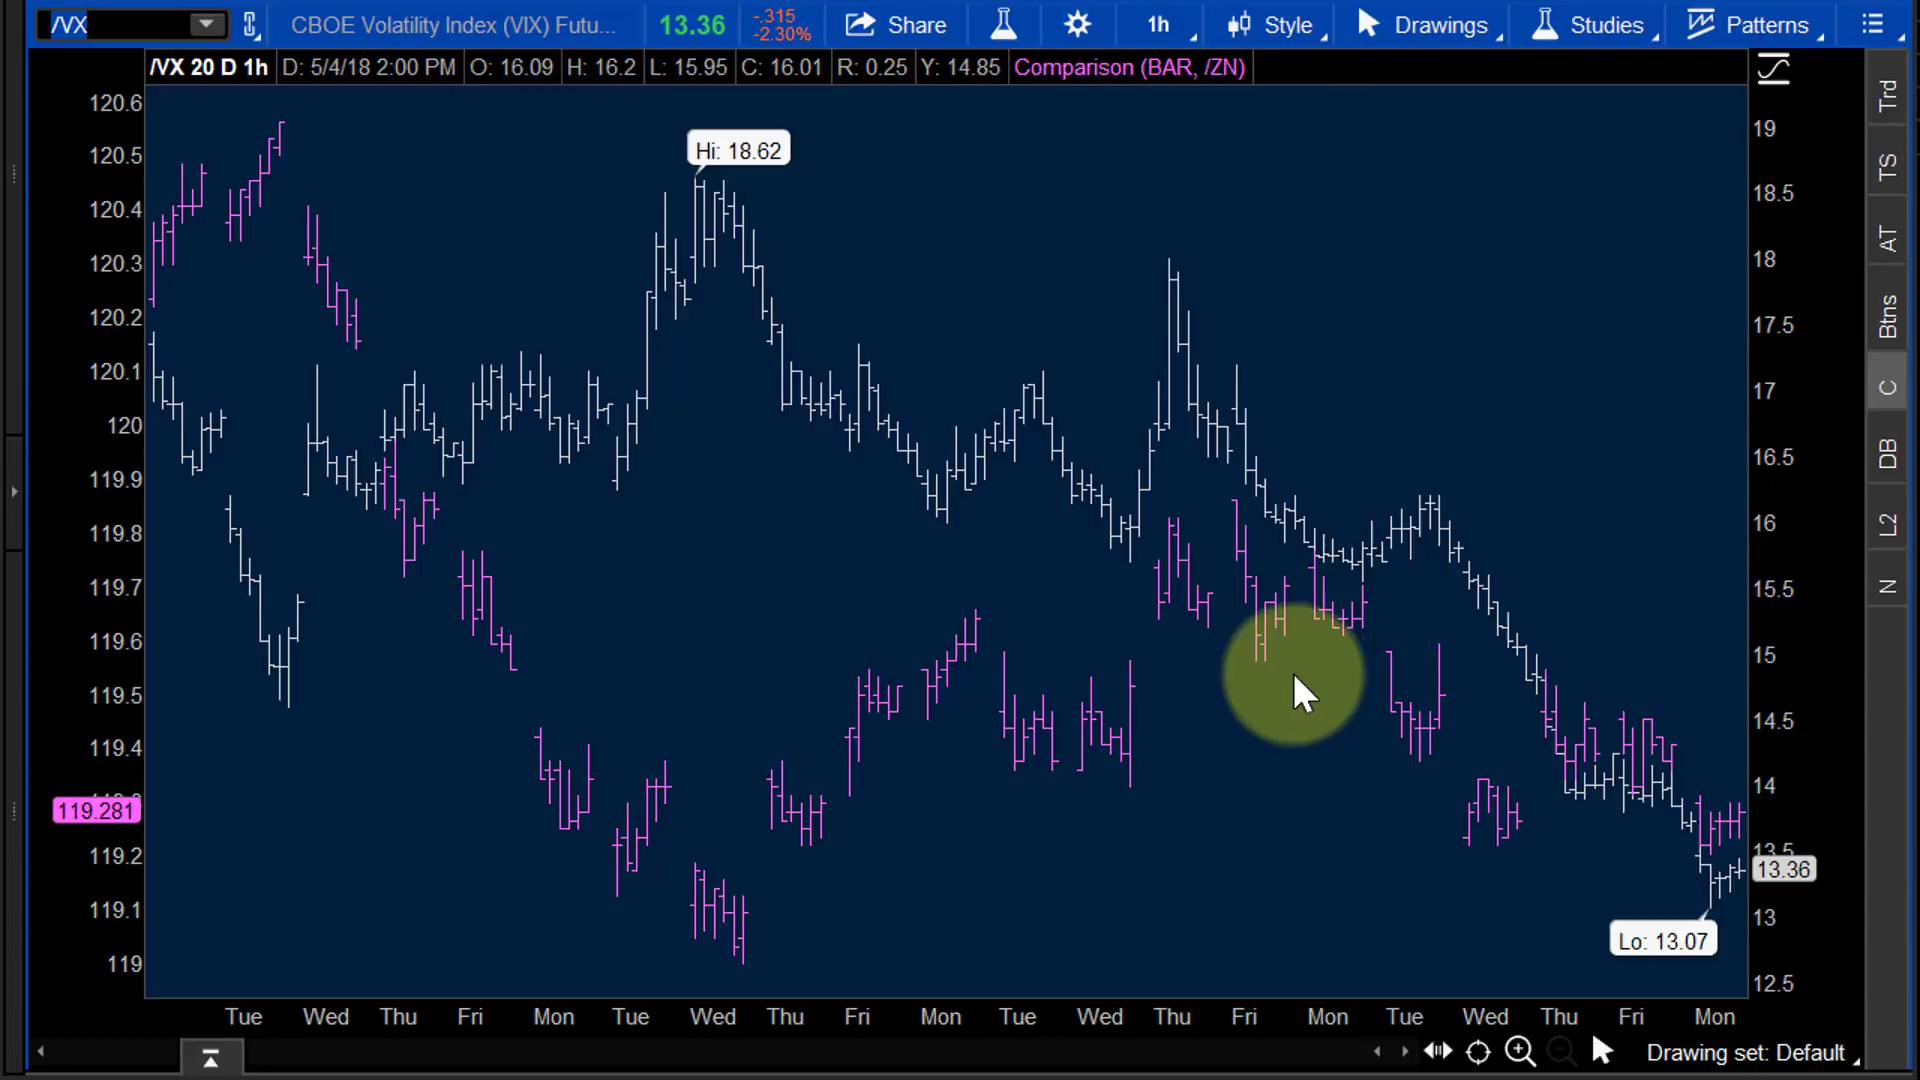 /VX
CBOE Volatility Index (VIX) Futu...
13.36
-.315
-2.30%
Share
1h
Style
Drawings
Studies
Patterns
/VX 20 D 1h
D: 5/4/18 2:00 PM
O: 16.09
H: 16.2
L: 15.95
C: 16.01
R: 0.25
Y: 14.85
Comparison (BAR, /ZN)
120.6
120.5
120.4
120.3
120.2
120.1
120
119.9
119.8
119.7
119.6
119.5
119.4
119.281
119.2
119.1
119
Hi: 18.62
Lo: 13.07
19
18.5
18
17.5
17
16.5
16
15.5
15
14.5
14
13.5
13.36
13
12.5
Trd
TS
AT
Btns
C
DB
L2
N
Tue
Wed
Thu
Fri
Mon
Tue
Wed
Thu
Fri
Mon
Tue
Wed
Thu
Fri
Mon
Tue
Wed
Thu
Fri
Mon
Drawing set: Default